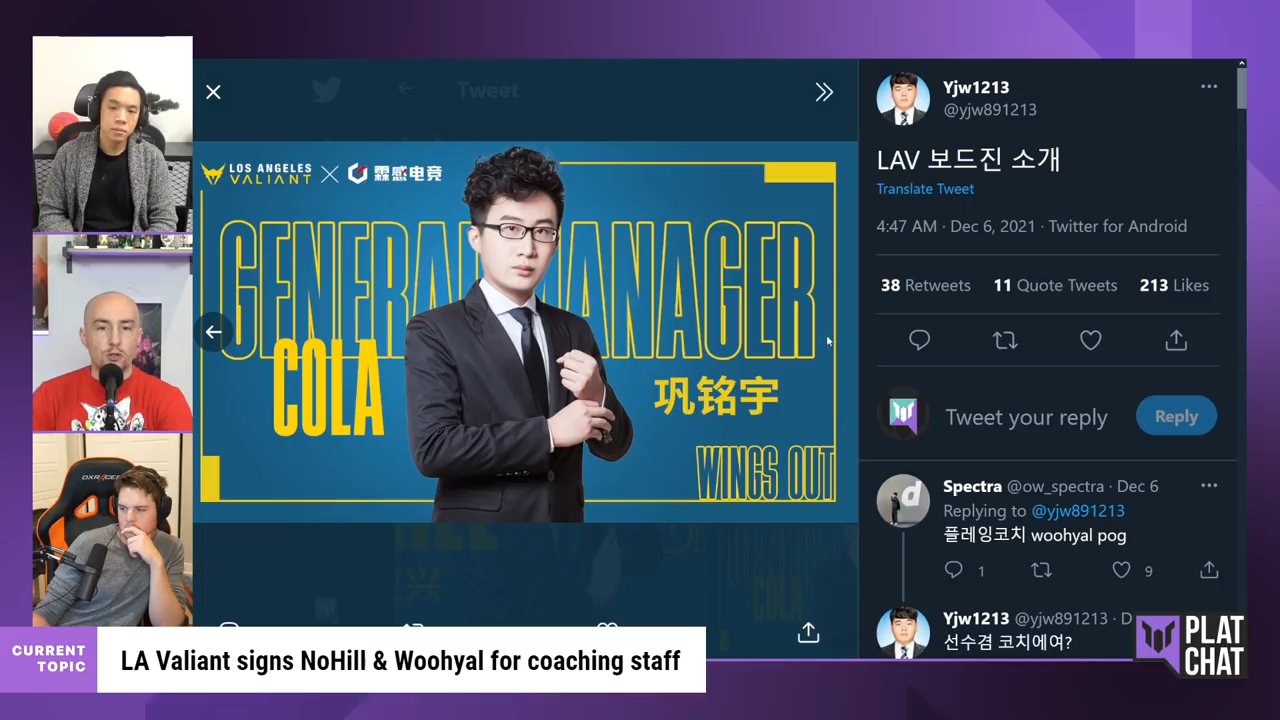 Tweet
LOS ANGELES
VALIANT
霖感电竞
GENERAL MANAGER
COLA
巩铭宇
WINGS OUT
DXRACER
Yjw1213
@yjw891213
LAV 보드진 소개
Translate Tweet
4:47 AM · Dec 6, 2021 · Twitter for Android
38 Retweets 11 Quote Tweets 213 Likes
Tweet your reply
Reply
Spectra @ow_spectra · Dec 6
Replying to @yjw891213
플레잉코치 woohyal pog
1
9
Yjw1213 @yjw891213 · D
선수겸 코치에여?
CURRENT
TOPIC
LA Valiant signs NoHill & Woohyal for coaching staff
PLAT
CHAT